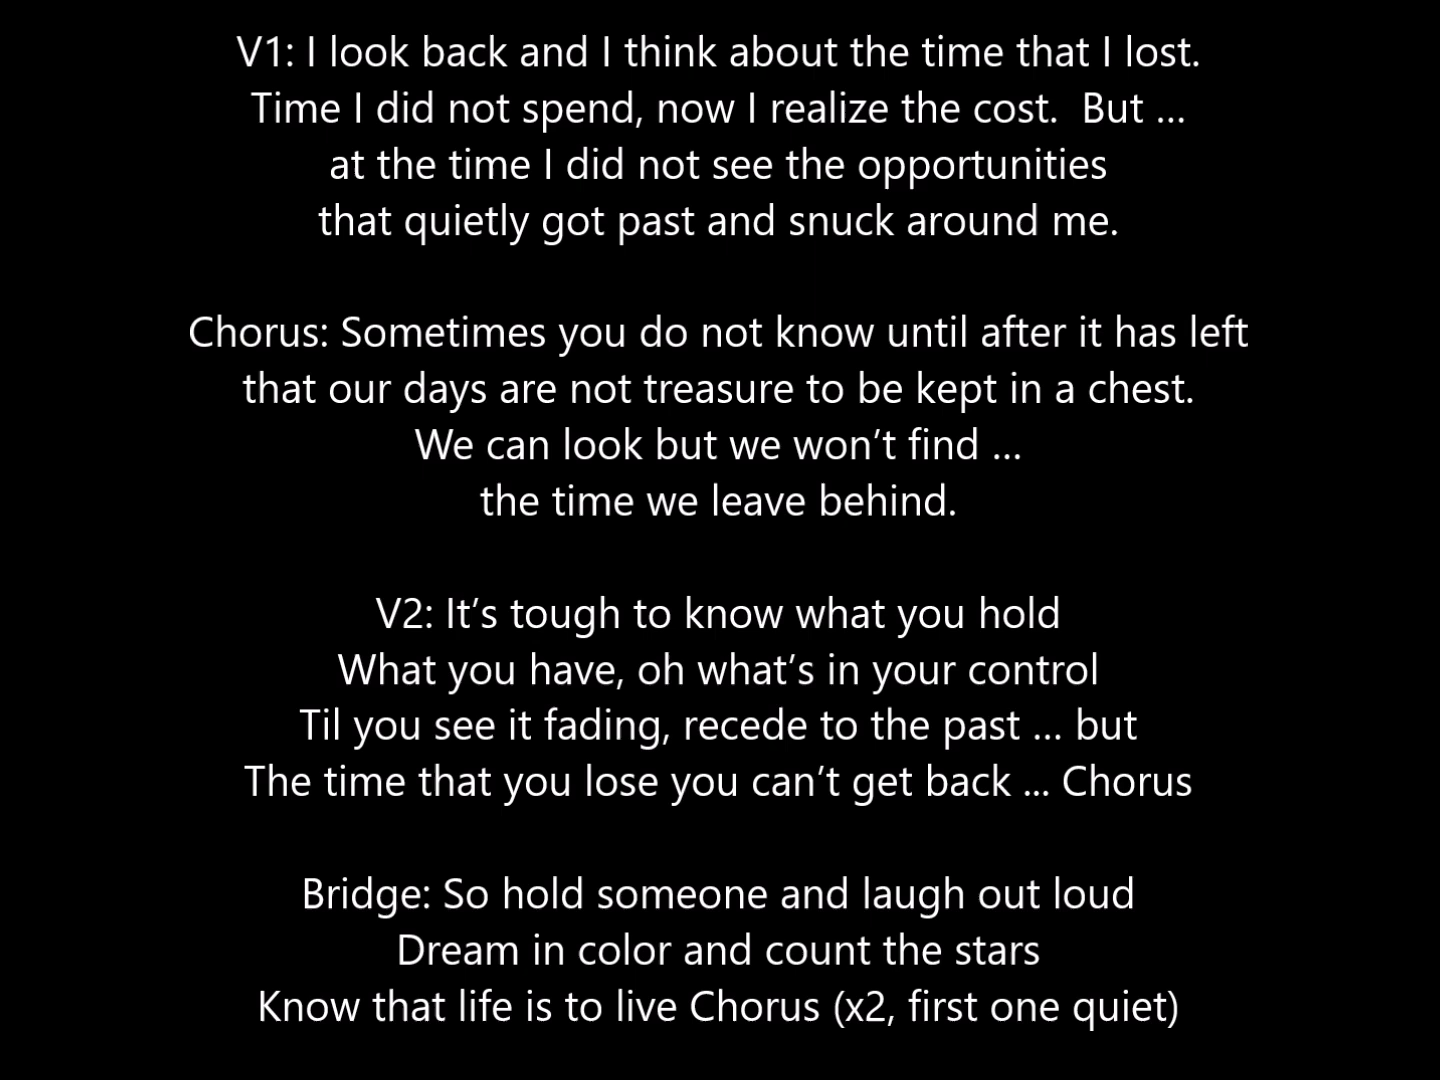 V1: I look back and I think about the time that I lost.
Time I did not spend, now I realize the cost.  But ...
at the time I did not see the opportunities
that quietly got past and snuck around me.
Chorus: Sometimes you do not know until after it has left
that our days are not treasure to be kept in a chest.
We can look but we won’t find ...
the time we leave behind.
V2: It’s tough to know what you hold
What you have, oh what’s in your control
Til you see it fading, recede to the past ... but
The time that you lose you can’t get back ... Chorus
Bridge: So hold someone and laugh out loud
Dream in color and count the stars
Know that life is to live Chorus (x2, first one quiet)